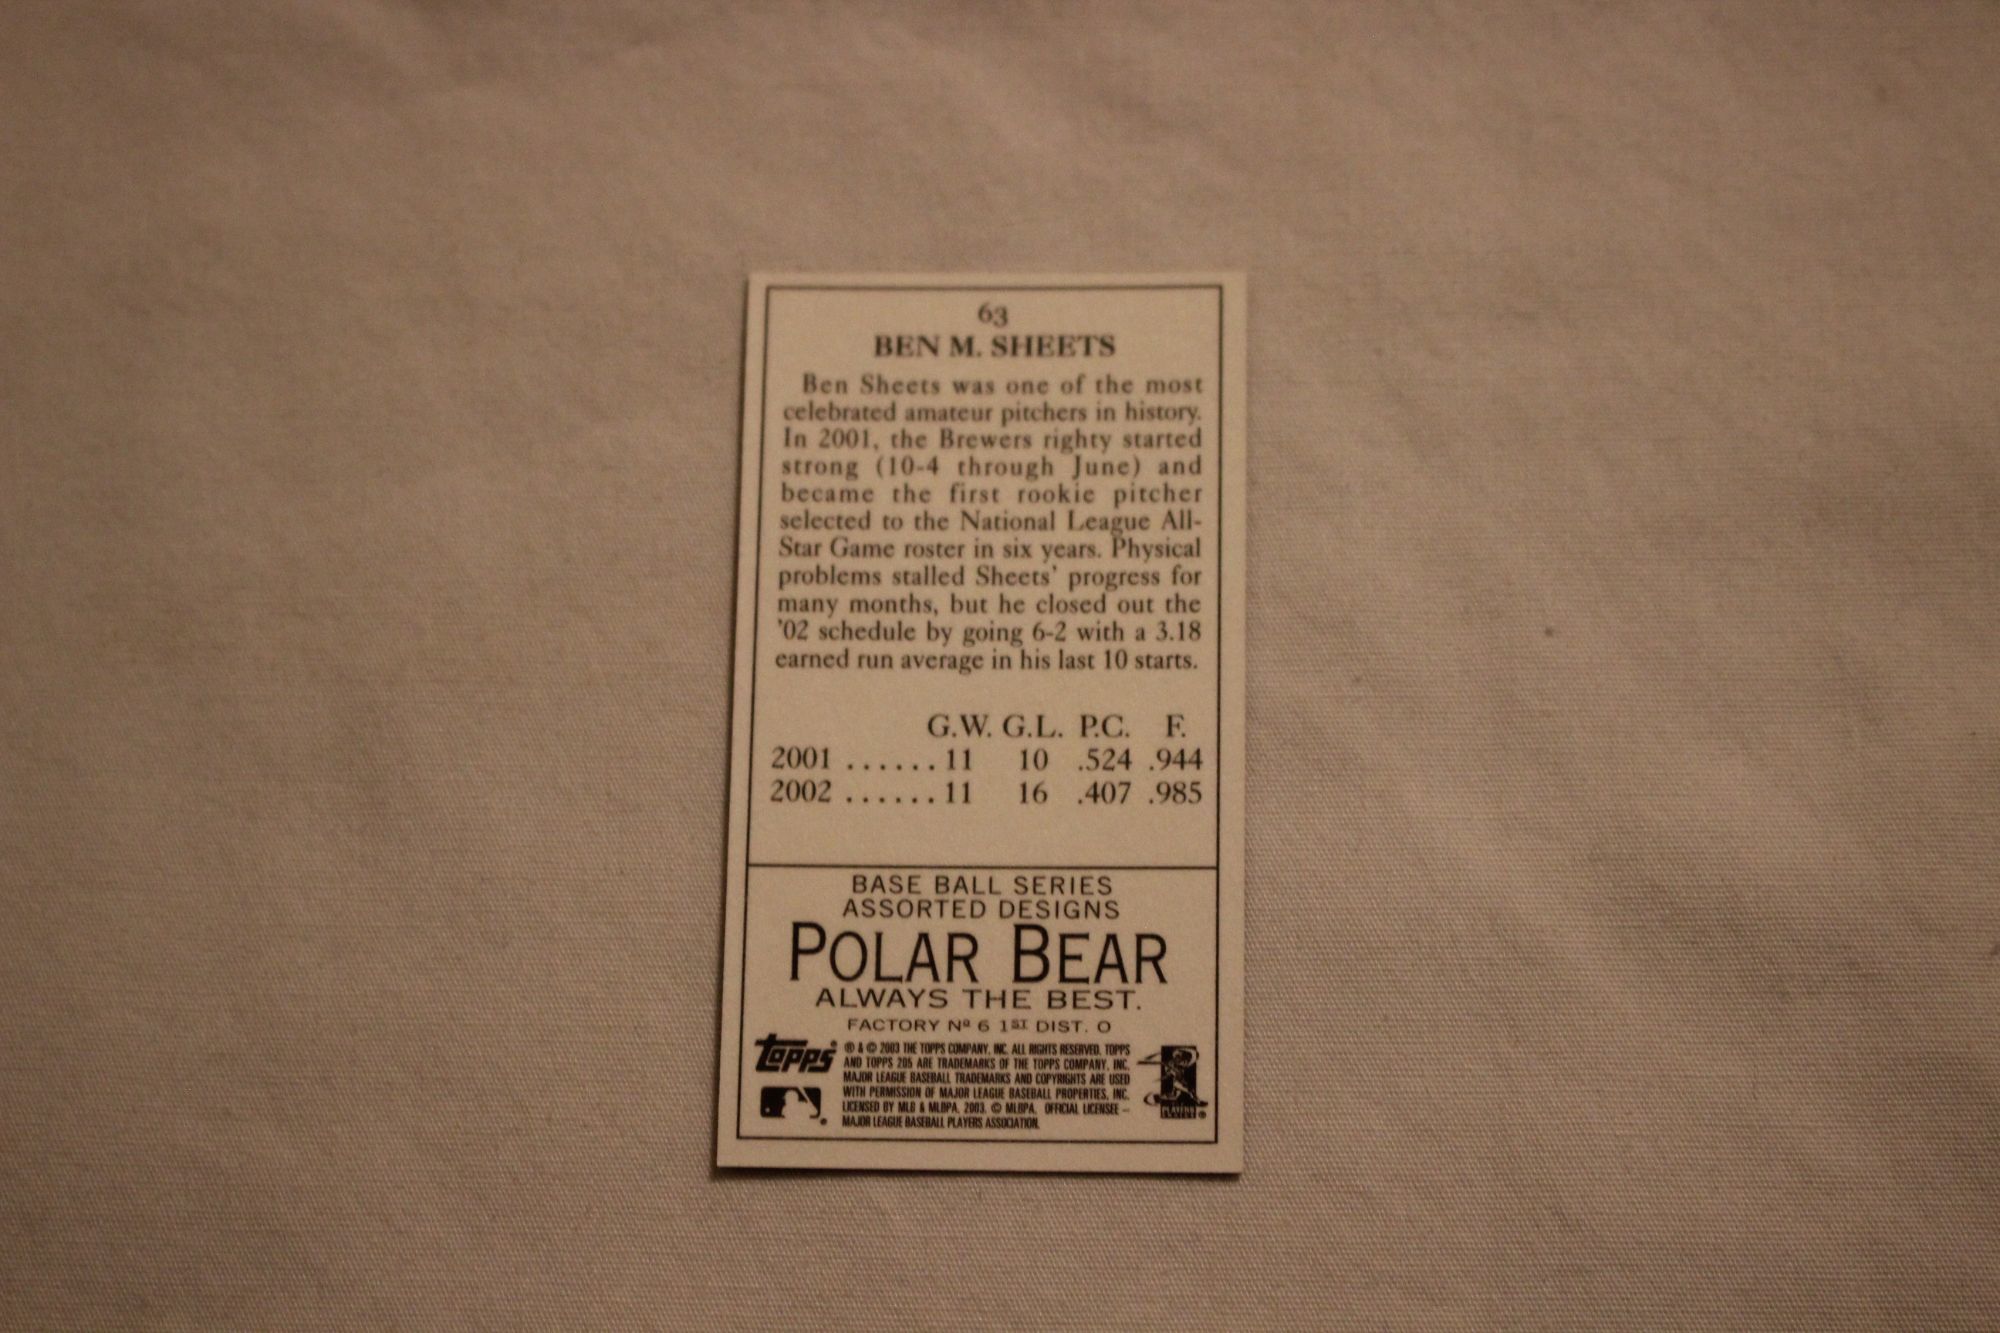 63
BEN M. SHEETS
Ben Sheets was one of the most
celebrated amateur pitchers in history.
In 2001, the Brewers righty started
strong (10-4 through June) and
became the first rookie pitcher
selected to the National League All-
Star Game roster in six years. Physical
problems stalled Sheets' progress for
many months, but he closed out the
'02 schedule by going 6-2 with a 3.18
earned run average in his last 10 starts.
G.W. G.L. P.C. F.
2001 ...... 11 10 .524 .944
2002 ...... 11 16 .407 .985
BASE BALL SERIES
ASSORTED DESIGNS
POLAR BEAR
ALWAYS THE BEST.
FACTORY Nº 6 1ST DIST. O
topps
® & © 2003 THE TOPPS COMPANY, INC. ALL RIGHTS RESERVED. TOPPS
AND TOPPS 205 ARE TRADEMARKS OF THE TOPPS COMPANY, INC.
MAJOR LEAGUE BASEBALL TRADEMARKS AND COPYRIGHTS ARE USED
WITH PERMISSION OF MAJOR LEAGUE BASEBALL PROPERTIES, INC.
LICENSED BY MLB & MLBPA, 2003. © MLBPA. OFFICIAL LICENSEE –
MAJOR LEAGUE BASEBALL PLAYERS ASSOCIATION.
PLAYERS